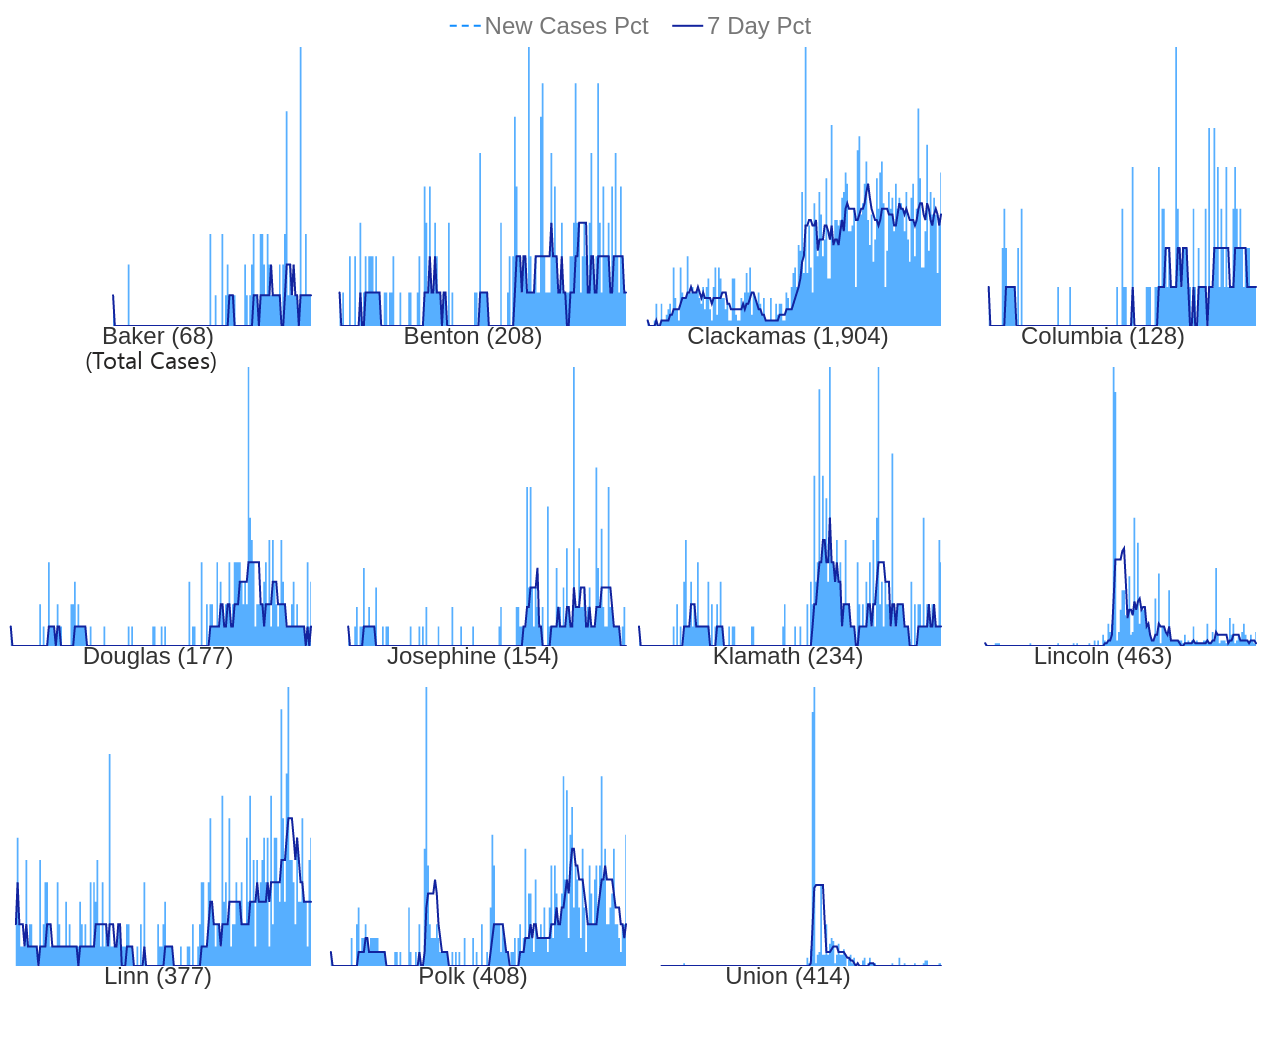 New Cases Pct 7 Day Pct
Baker (68) Benton (208) Clackamas (1,904) Columbia (128)
(Total Cases)
Douglas (177) Josephine (154) Klamath (234) Lincoln (463)
Linn (377) Polk (408) Union (414)